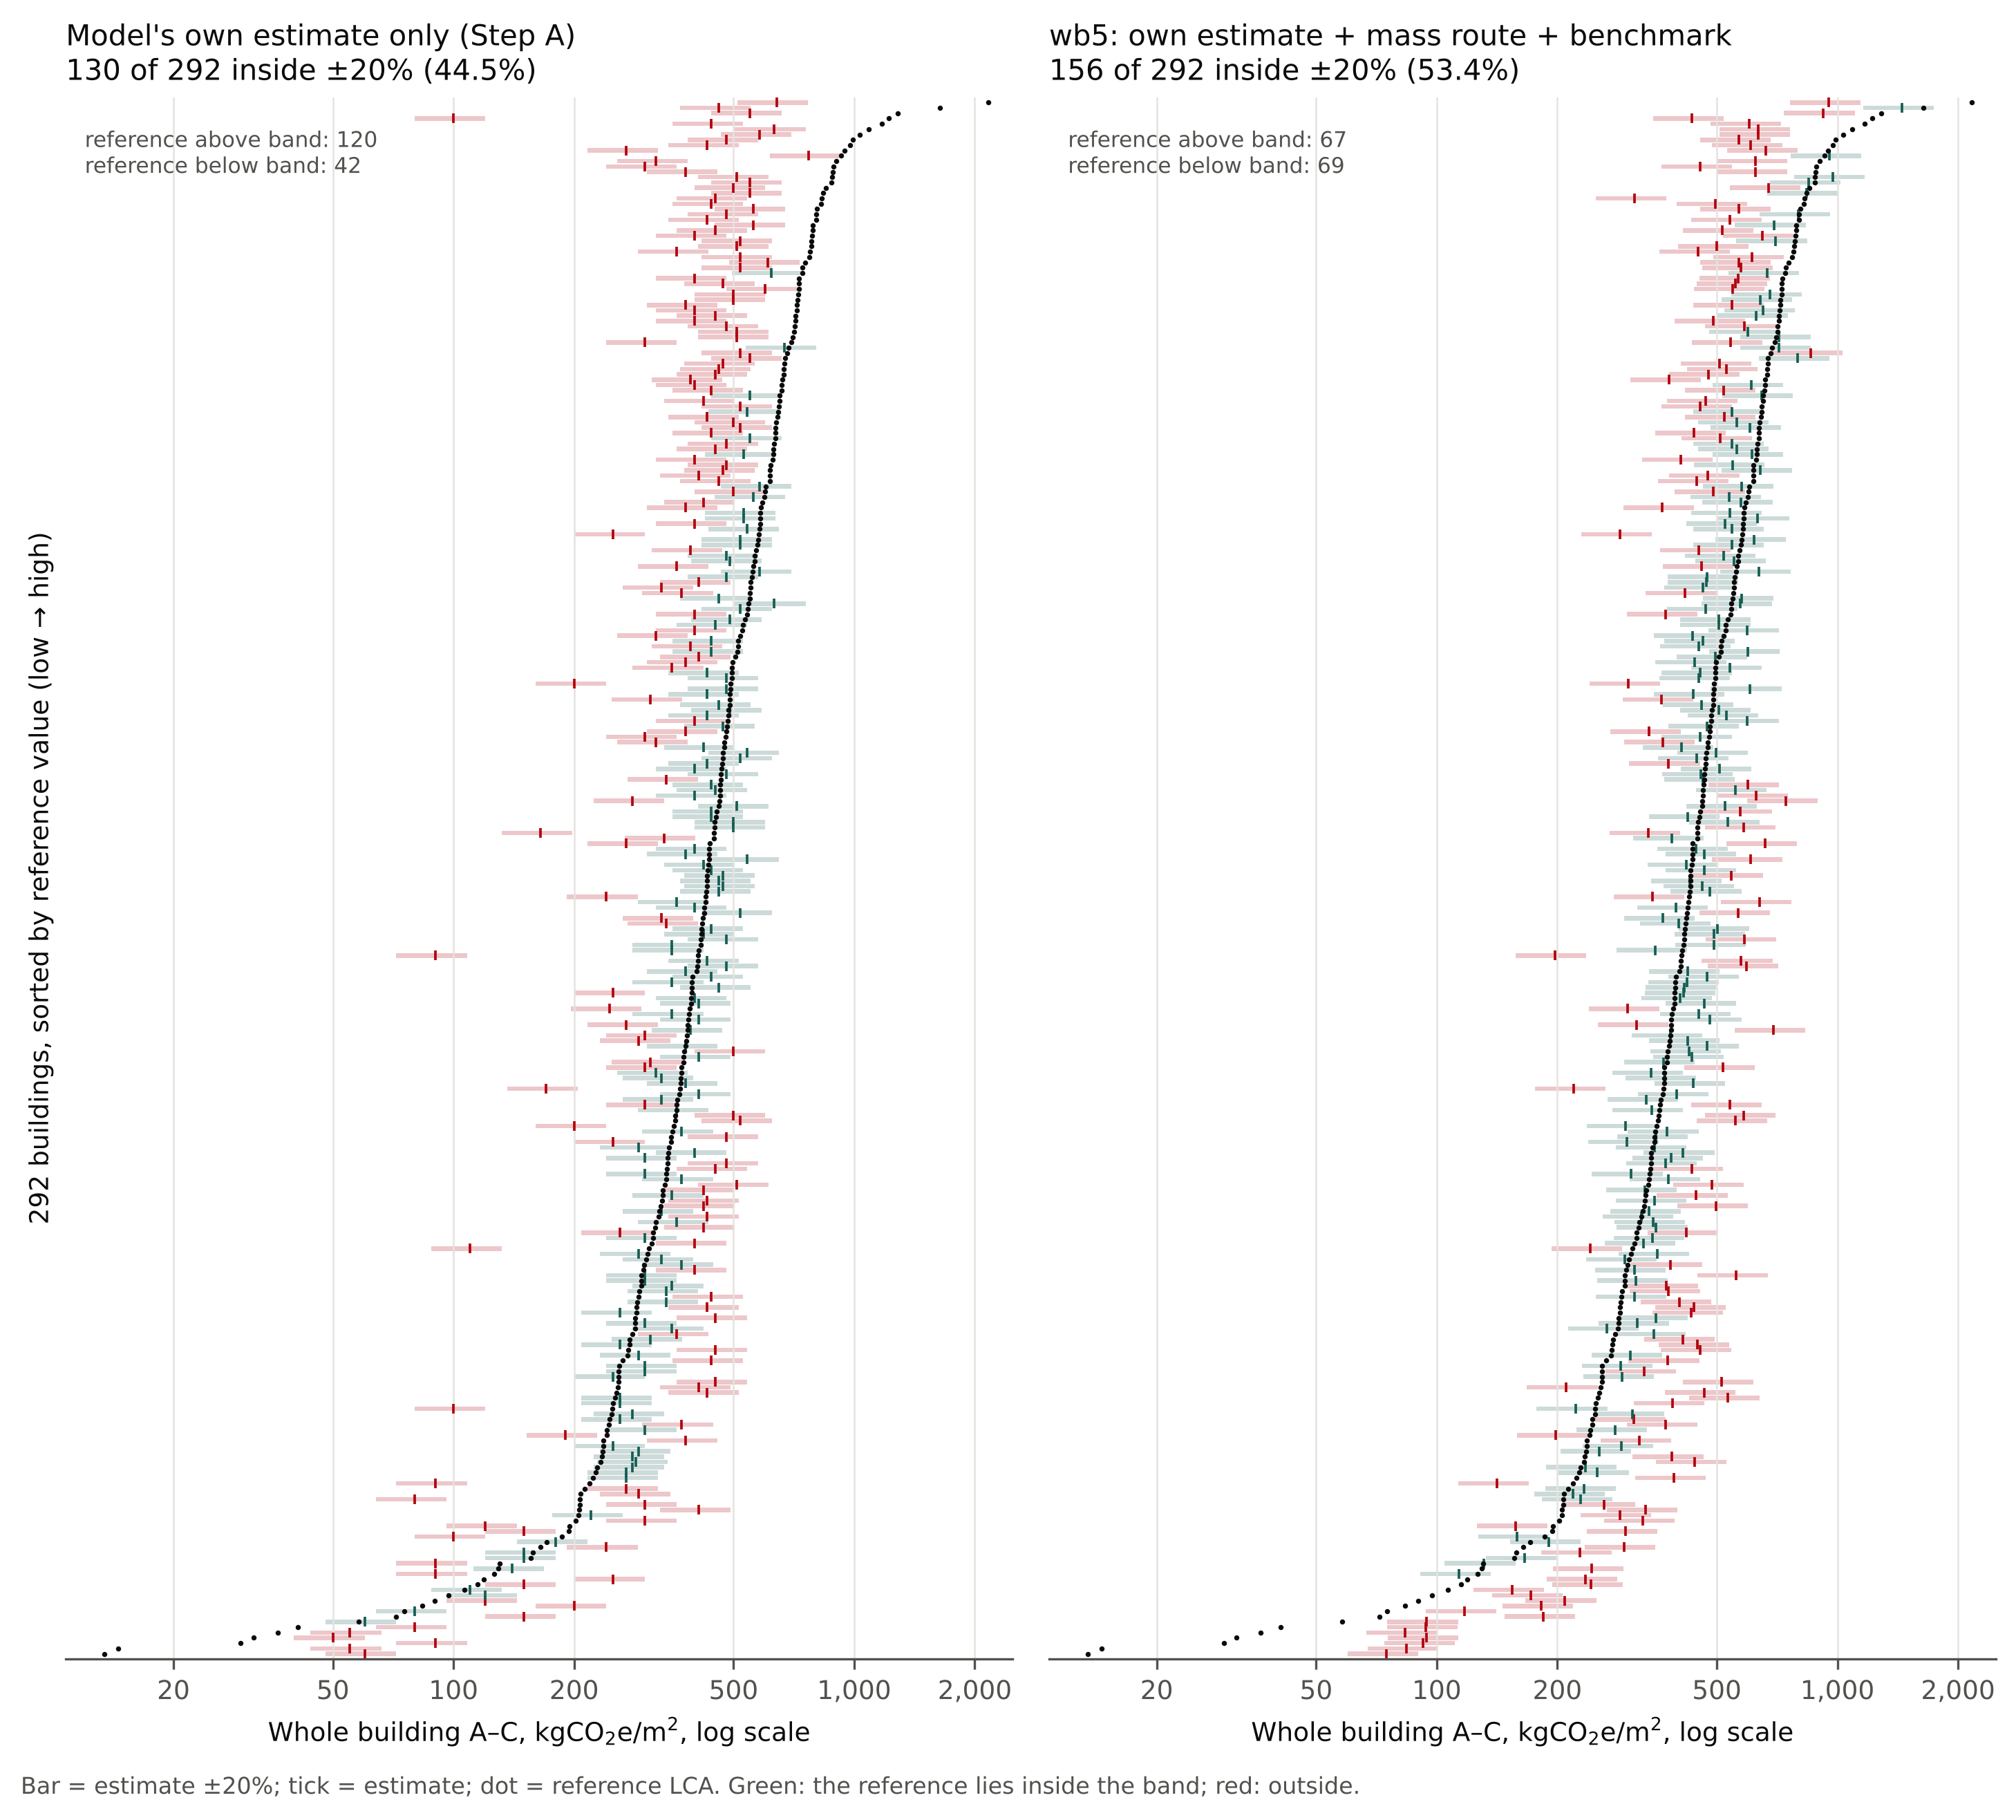 Model's own estimate only (Step A)
130 of 292 inside ±20% (44.5%)
reference above band: 120
reference below band: 42
292 buildings, sorted by reference value (low → high)
20 50 100 200 500 1,000 2,000
Whole building A–C, kgCO₂e/m², log scale
wb5: own estimate + mass route + benchmark
156 of 292 inside ±20% (53.4%)
reference above band: 67
reference below band: 69
20 50 100 200 500 1,000 2,000
Whole building A–C, kgCO₂e/m², log scale
Bar = estimate ±20%; tick = estimate; dot = reference LCA. Green: the reference lies inside the band; red: outside.